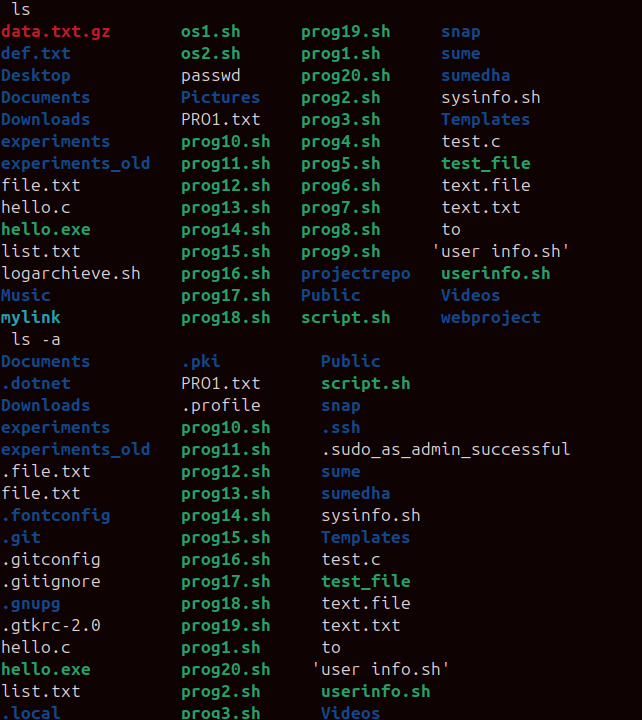 ls
data.txt.gz os1.sh prog19.sh snap
def.txt os2.sh prog1.sh sume
Desktop passwd prog20.sh sumedha
Documents Pictures prog2.sh sysinfo.sh
Downloads PRO1.txt prog3.sh Templates
experiments prog10.sh prog4.sh test.c
experiments_old prog11.sh prog5.sh test_file
file.txt prog12.sh prog6.sh text.file
hello.c prog13.sh prog7.sh text.txt
hello.exe prog14.sh prog8.sh to
list.txt prog15.sh prog9.sh 'user info.sh'
logarchieve.sh prog16.sh projectrepo userinfo.sh
Music prog17.sh Public Videos
mylink prog18.sh script.sh webproject
ls -a
Documents .pki Public
.dotnet PRO1.txt script.sh
Downloads .profile snap
experiments prog10.sh .ssh
experiments_old prog11.sh .sudo_as_admin_successful
.file.txt prog12.sh sume
file.txt prog13.sh sumedha
.fontconfig prog14.sh sysinfo.sh
.git prog15.sh Templates
.gitconfig prog16.sh test.c
.gitignore prog17.sh test_file
.gnupg prog18.sh text.file
.gtkrc-2.0 prog19.sh text.txt
hello.c prog1.sh to
hello.exe prog20.sh 'user info.sh'
list.txt prog2.sh userinfo.sh
.local prog3.sh Videos